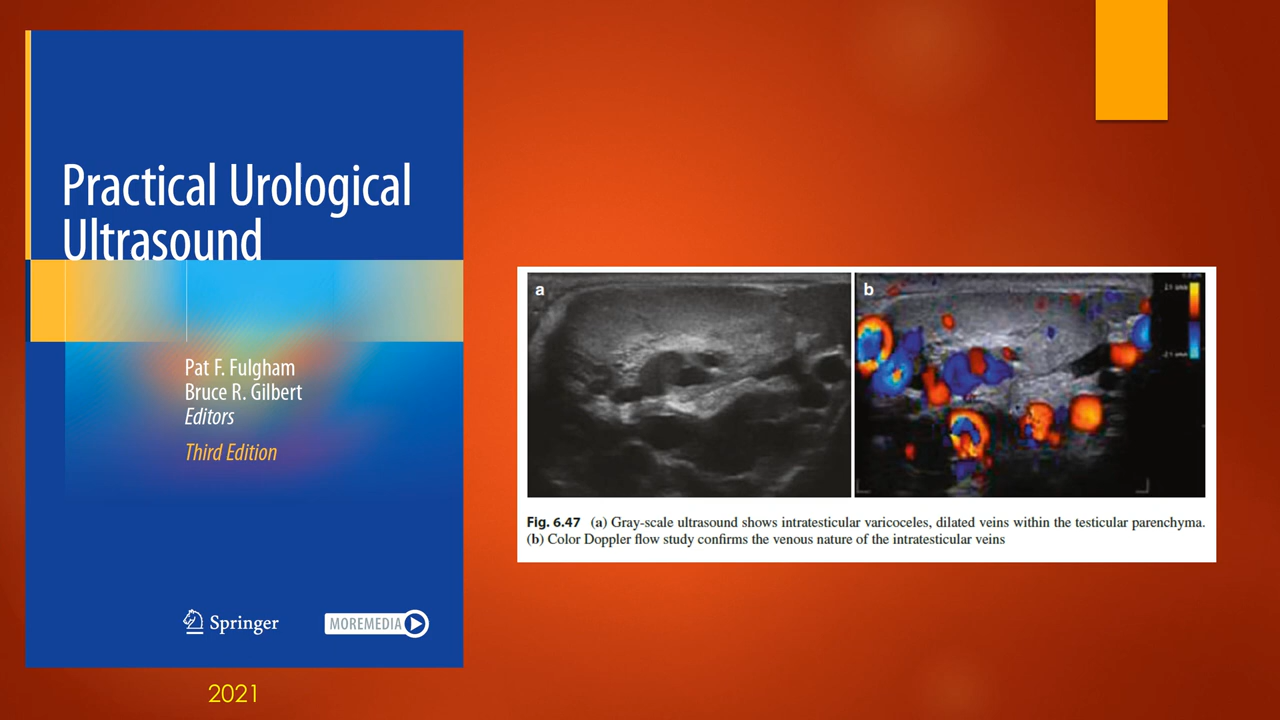 Practical Urological
Ultrasound
Pat F. Fulgham
Bruce R. Gilbert
Editors
Third Edition
Springer
MOREMEDIA
2021
a
b
Fig. 6.47 (a) Gray-scale ultrasound shows intratesticular varicoceles, dilated veins within the testicular parenchyma.
(b) Color Doppler flow study confirms the venous nature of the intratesticular veins